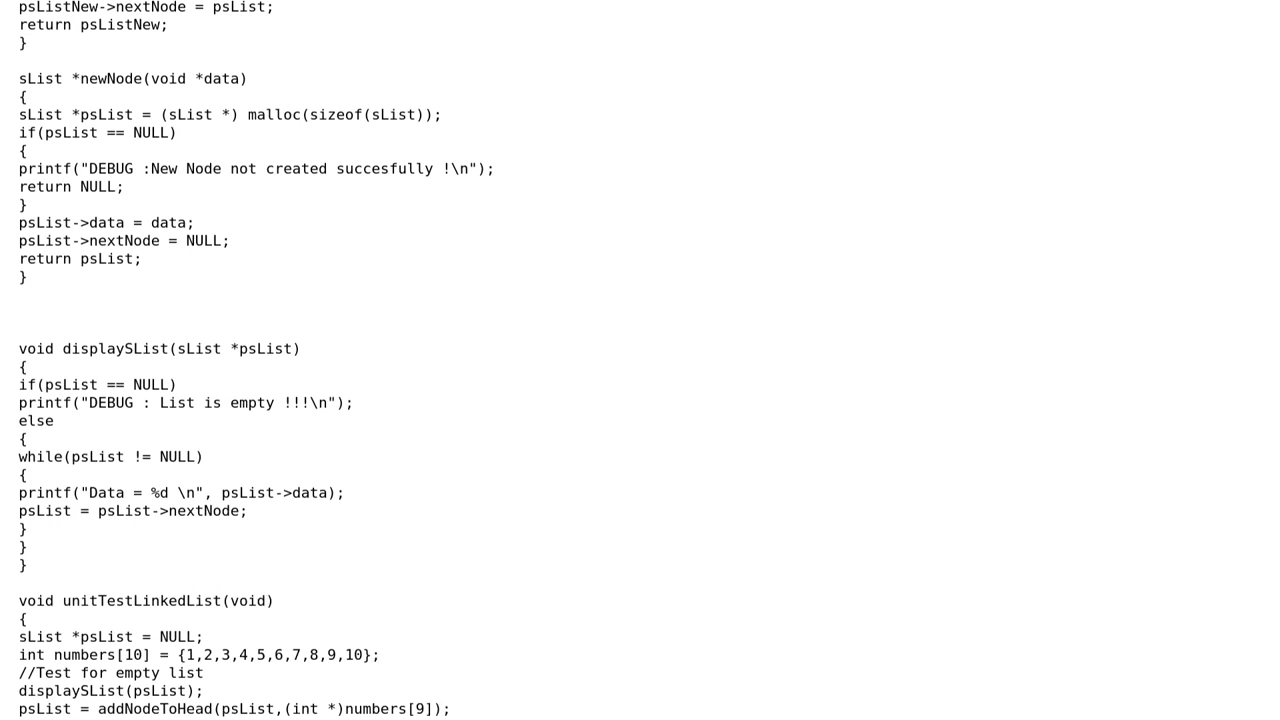 psListNew->nextNode = psList;
return psListNew;
}
sList *newNode(void *data)
{
sList *psList = (sList *) malloc(sizeof(sList));
if(psList == NULL)
{
printf("DEBUG :New Node not created succesfully !\n");
return NULL;
}
psList->data = data;
psList->nextNode = NULL;
return psList;
}
void displaySList(sList *psList)
{
if(psList == NULL)
printf("DEBUG : List is empty !!!\n");
else
{
while(psList != NULL)
{
printf("Data = %d \n", psList->data);
psList = psList->nextNode;
}
}
}
void unitTestLinkedList(void)
{
sList *psList = NULL;
int numbers[10] = {1,2,3,4,5,6,7,8,9,10};
//Test for empty list
displaySList(psList);
psList = addNodeToHead(psList,(int *)numbers[9]);